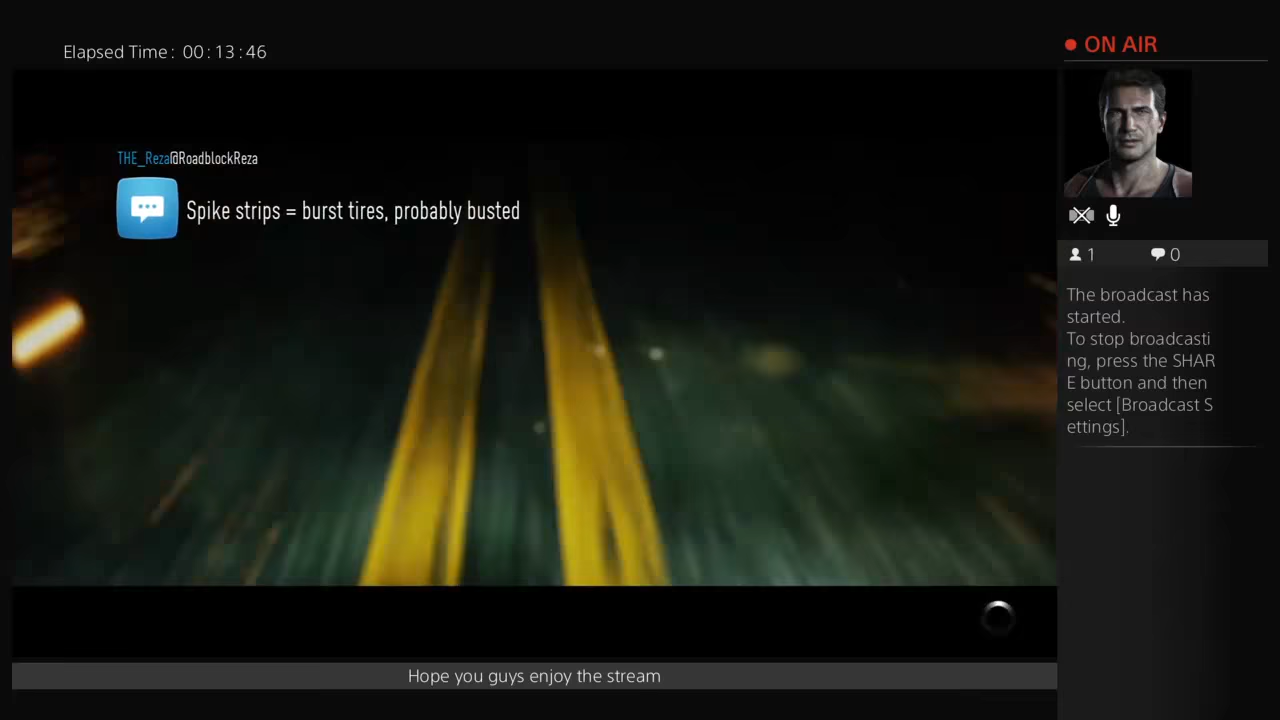 Elapsed Time: 00:13:46
ON AIR
THE_Reza@RoadblockReza
Spike strips = burst tires, probably busted
1 0
The broadcast has
started.
To stop broadcasti
ng, press the SHAR
E button and then
select [Broadcast S
ettings].
Hope you guys enjoy the stream